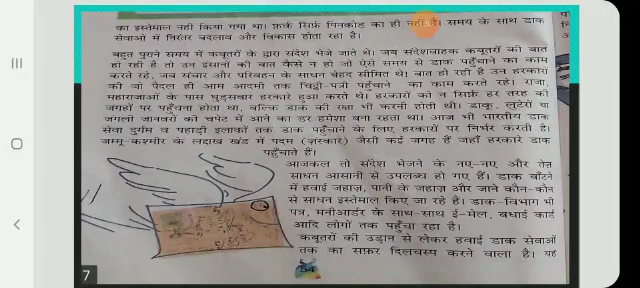 का इस्तेमाल नहीं किया गया था। फ़र्क सिर्फ़ पिनकोड का ही नहीं है। समय के साथ डाक
सेवाओं में निरंतर बदलाव और विकास होता रहा है।
बहुत पुराने समय में कबूतरों के द्वारा संदेश भेजे जाते थे। जब संदेशवाहक कबूतरों की बात
हो रही है तो उन इंसानों की बात कैसे न हो जो ऐसे समय से डाक पहुँचाने का काम
करते रहे, जब संचार और परिवहन के साधन बेहद सीमित थे। बात हो रही है उन हरकारों
की जो पैदल ही आम आदमी तक चिट्ठी-पत्री पहुँचाने का काम करते रहे। राजा,
महाराजाओं के पास घुड़सवार हरकारे हुआ करते थे। हरकारों को न सिर्फ़ हर तरह की
जगहों पर पहुँचना होता था, बल्कि डाक की रक्षा भी करनी होती थी। डाकू, लुटेरों या
जंगली जानवरों की चपेट में आने का डर हमेशा बना रहता था। आज भी भारतीय डाक
सेवा दुर्गम व पहाड़ी इलाकों तक डाक पहुँचाने के लिए हरकारों पर निर्भर करती है।
जम्मू-कश्मीर के लद्दाख खंड में पदम (ज़ंस्कार) जैसी कई जगह हैं जहाँ हरकारे डाक
पहुँचाते हैं।
आजकल तो संदेश भेजने के नए-नए और तेज़
साधन आसानी से उपलब्ध हो गए हैं। डाक बाँटने
में हवाई जहाज़, पानी के जहाज़ और जाने कौन-कौन
से साधन इस्तेमाल किए जा रहे हैं। डाक-विभाग भी
पत्र, मनीआर्डर के साथ-साथ ई-मेल, बधाई कार्ड
आदि लोगों तक पहुँचा रहा है।
कबूतरों की उड़ान से लेकर हवाई डाक सेवाओं
तक का सफ़र दिलचस्प करने वाला है। यह
54
7